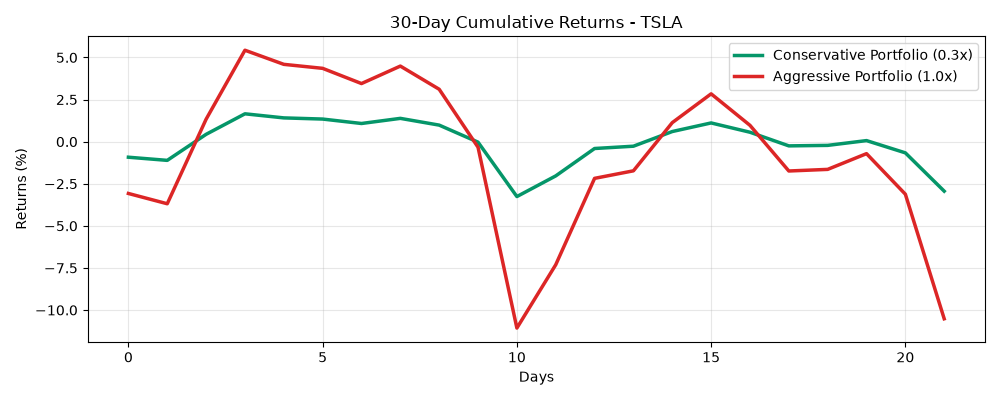 30-Day Cumulative Returns - TSLA
Conservative Portfolio (0.3x)
Aggressive Portfolio (1.0x)
Returns (%)
5.0
2.5
0.0
−2.5
−5.0
−7.5
−10.0
0 5 10 15 20
Days